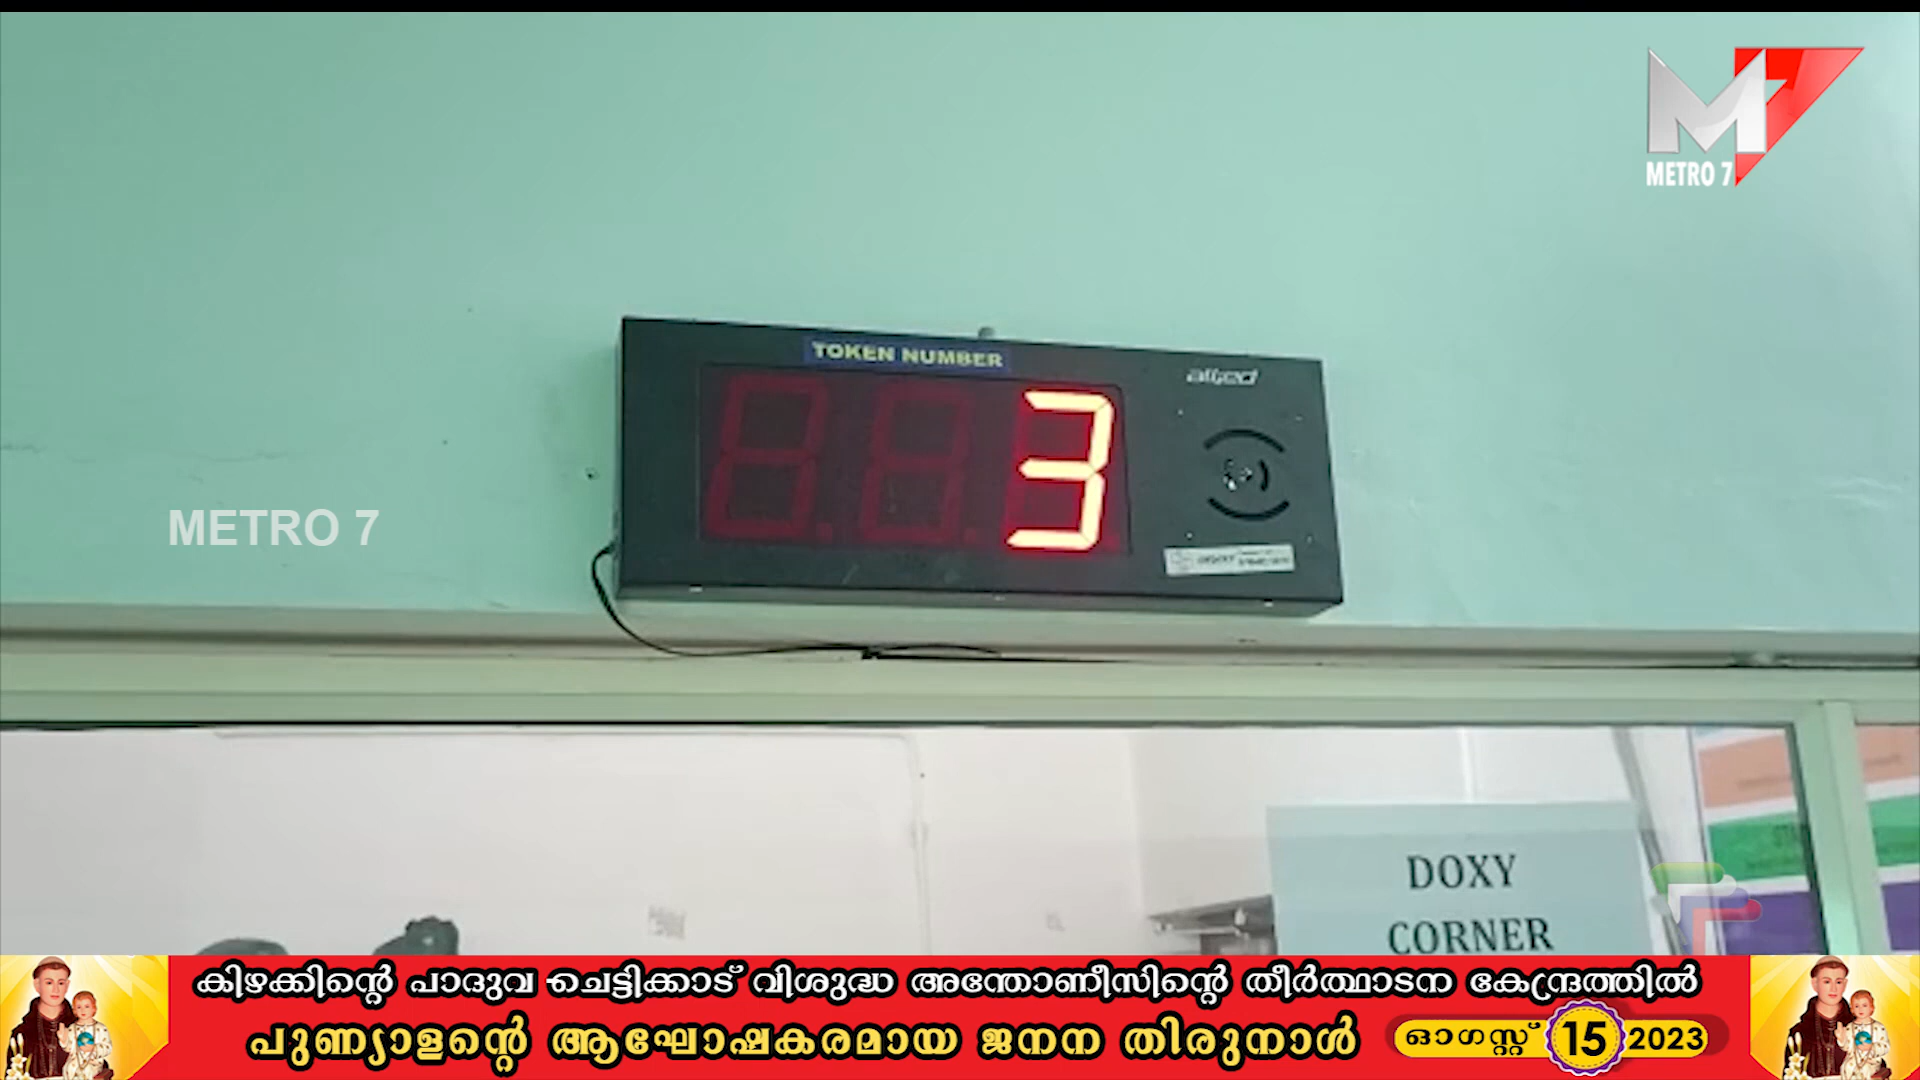 METRO 7
TOKEN NUMBER
3
METRO 7
DOXY
CORNER
കിഴക്കിന്റെ പാദുവ ചെട്ടിക്കാട് വിശുദ്ധ അന്തോണീസിന്റെ തീർത്ഥാടന കേന്ദ്രത്തിൽ
പുണ്യാളന്റെ ആഘോഷകരമായ ജനന തിരുനാൾ ഓഗസ്റ്റ് 15 2023